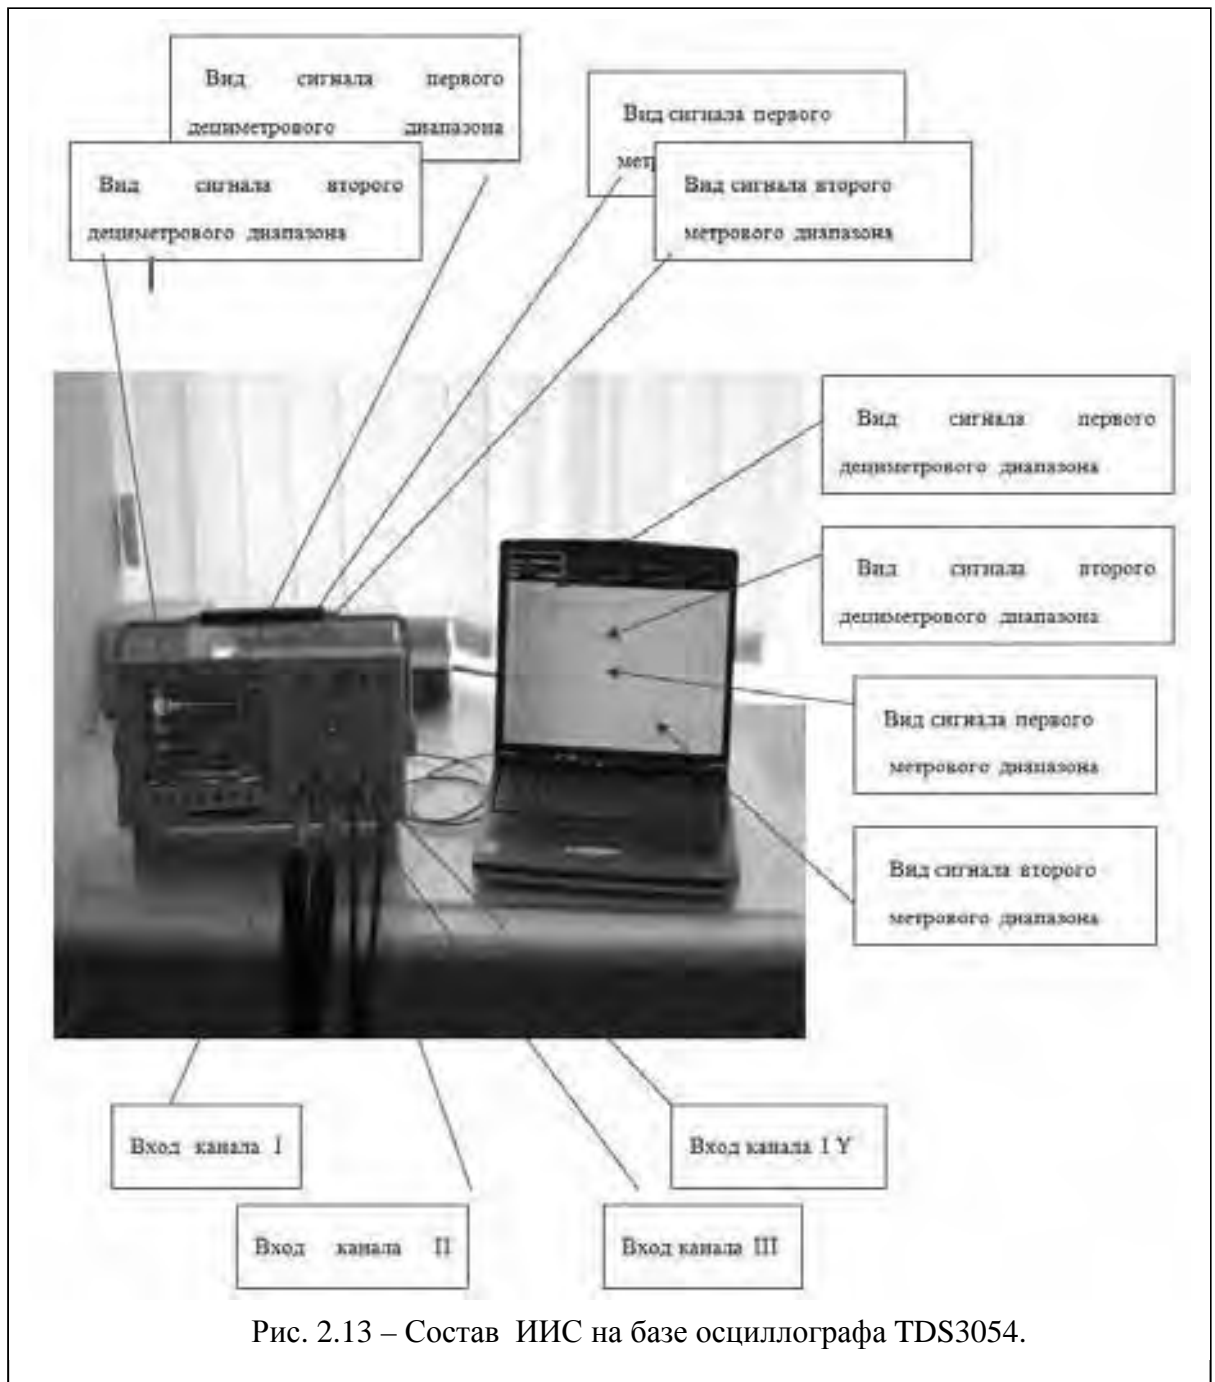 Вид сигнала первого
дециметрового диапазона
Вид сигнала первого
метр
Вид сигнала второго
дециметрового диапазона
Вид сигнала второго
метрового диапазона
Вид сигнала первого
дециметрового диапазона
Вид сигнала второго
дециметрового диапазона
Вид сигнала первого
метрового диапазона
Вид сигнала второго
метрового диапазона
Вход канала I
Вход канала I Y
Вход канала II
Вход канала III
Рис. 2.13 – Состав ИИС на базе осциллографа TDS3054.